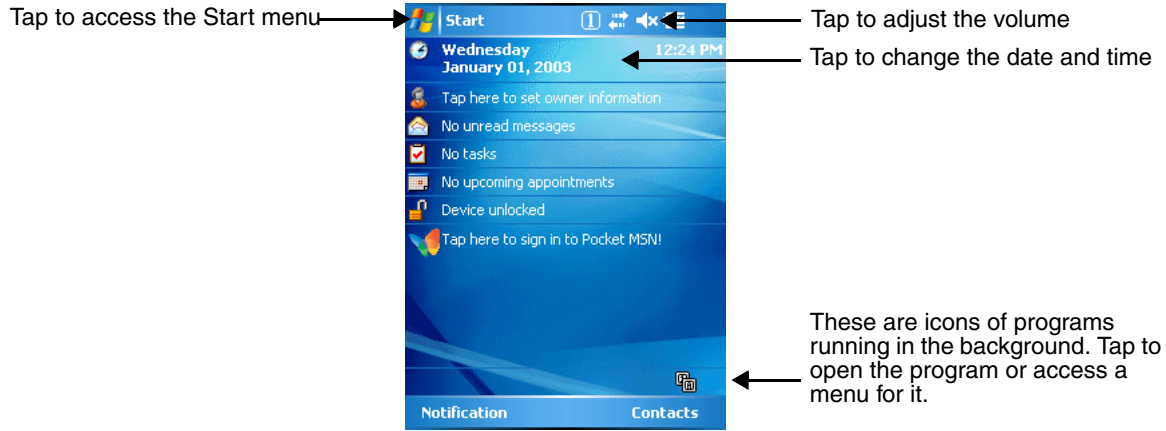 Tap to access the Start menu
Start
1
Tap to adjust the volume
Wednesday 12:24 PM
January 01, 2003
Tap to change the date and time
Tap here to set owner information
No unread messages
No tasks
No upcoming appointments
Device unlocked
Tap here to sign in to Pocket MSN!
These are icons of programs
running in the background. Tap to
open the program or access a
menu for it.
Notification Contacts